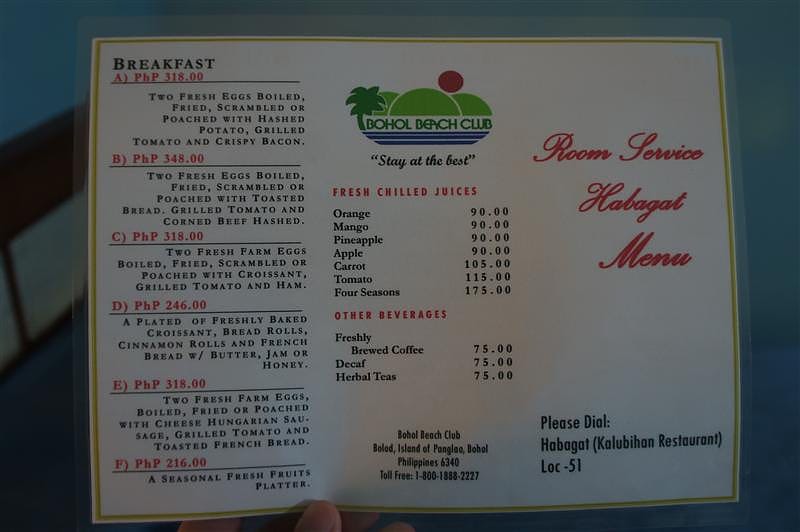 BREAKFAST
A) PHP 318.00
TWO FRESH EGGS BOILED,
FRIED, SCRAMBLED OR
POACHED WITH HASHED
POTATO, GRILLED
TOMATO AND CRISPY BACON.
B) PHP 348.00
TWO FRESH EGGS BOILED,
FRIED, SCRAMBLED OR
POACHED WITH TOASTED
BREAD. GRILLED TOMATO AND
CORNED BEEF HASHED.
C) PHP 318.00
TWO FRESH FARM EGGS
BOILED, FRIED, SCRAMBLED OR
POACHED WITH CROISSANT,
GRILLED TOMATO AND HAM.
D) PHP 246.00
A PLATED OF FRESHLY BAKED
CROISSANT, BREAD ROLLS,
CINNAMON ROLLS AND FRENCH
BREAD W/ BUTTER, JAM OR
HONEY.
E) PHP 318.00
TWO FRESH FARM EGGS,
BOILED, FRIED OR POACHED
WITH CHEESE HUNGARIAN SAU-
SAGE, GRILLED TOMATO AND
TOASTED FRENCH BREAD.
F) PHP 216.00
A SEASONAL FRESH FRUITS
PLATTER.
BOHOL BEACH CLUB
"Stay at the best"
FRESH CHILLED JUICES
Orange 90.00
Mango 90.00
Pineapple 90.00
Apple 90.00
Carrot 105.00
Tomato 115.00
Four Seasons 175.00
OTHER BEVERAGES
Freshly
Brewed Coffee 75.00
Decaf 75.00
Herbal Teas 75.00
Bohol Beach Club
Bolod, Island of Panglao, Bohol
Philippines 6340
Toll Free: 1-800-1888-2227
Room Service
Habagat
Menu
Please Dial:
Habagat (Kalubihan Restaurant)
Loc -51